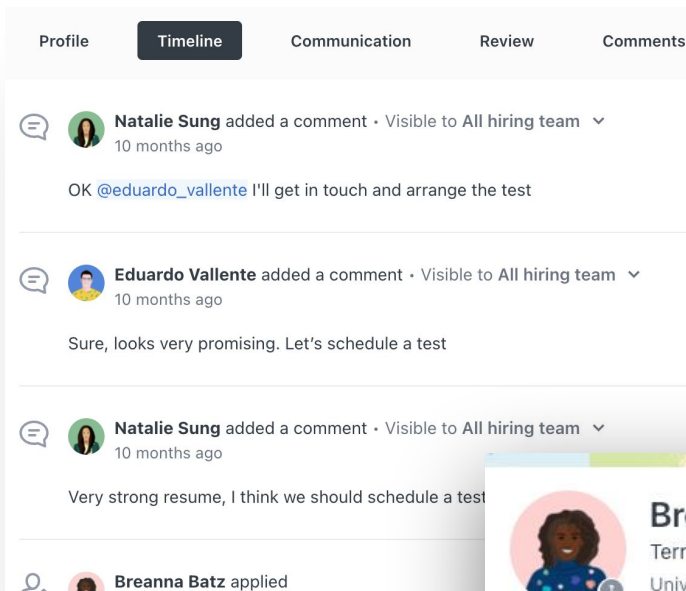 Profile Timeline Communication Review Comments
Natalie Sung added a comment • Visible to All hiring team
10 months ago
OK @eduardo_vallente I'll get in touch and arrange the test
Eduardo Vallente added a comment • Visible to All hiring team
10 months ago
Sure, looks very promising. Let's schedule a test
Natalie Sung added a comment • Visible to All hiring team
10 months ago
Very strong resume, I think we should schedule a test
Breanna Batz applied